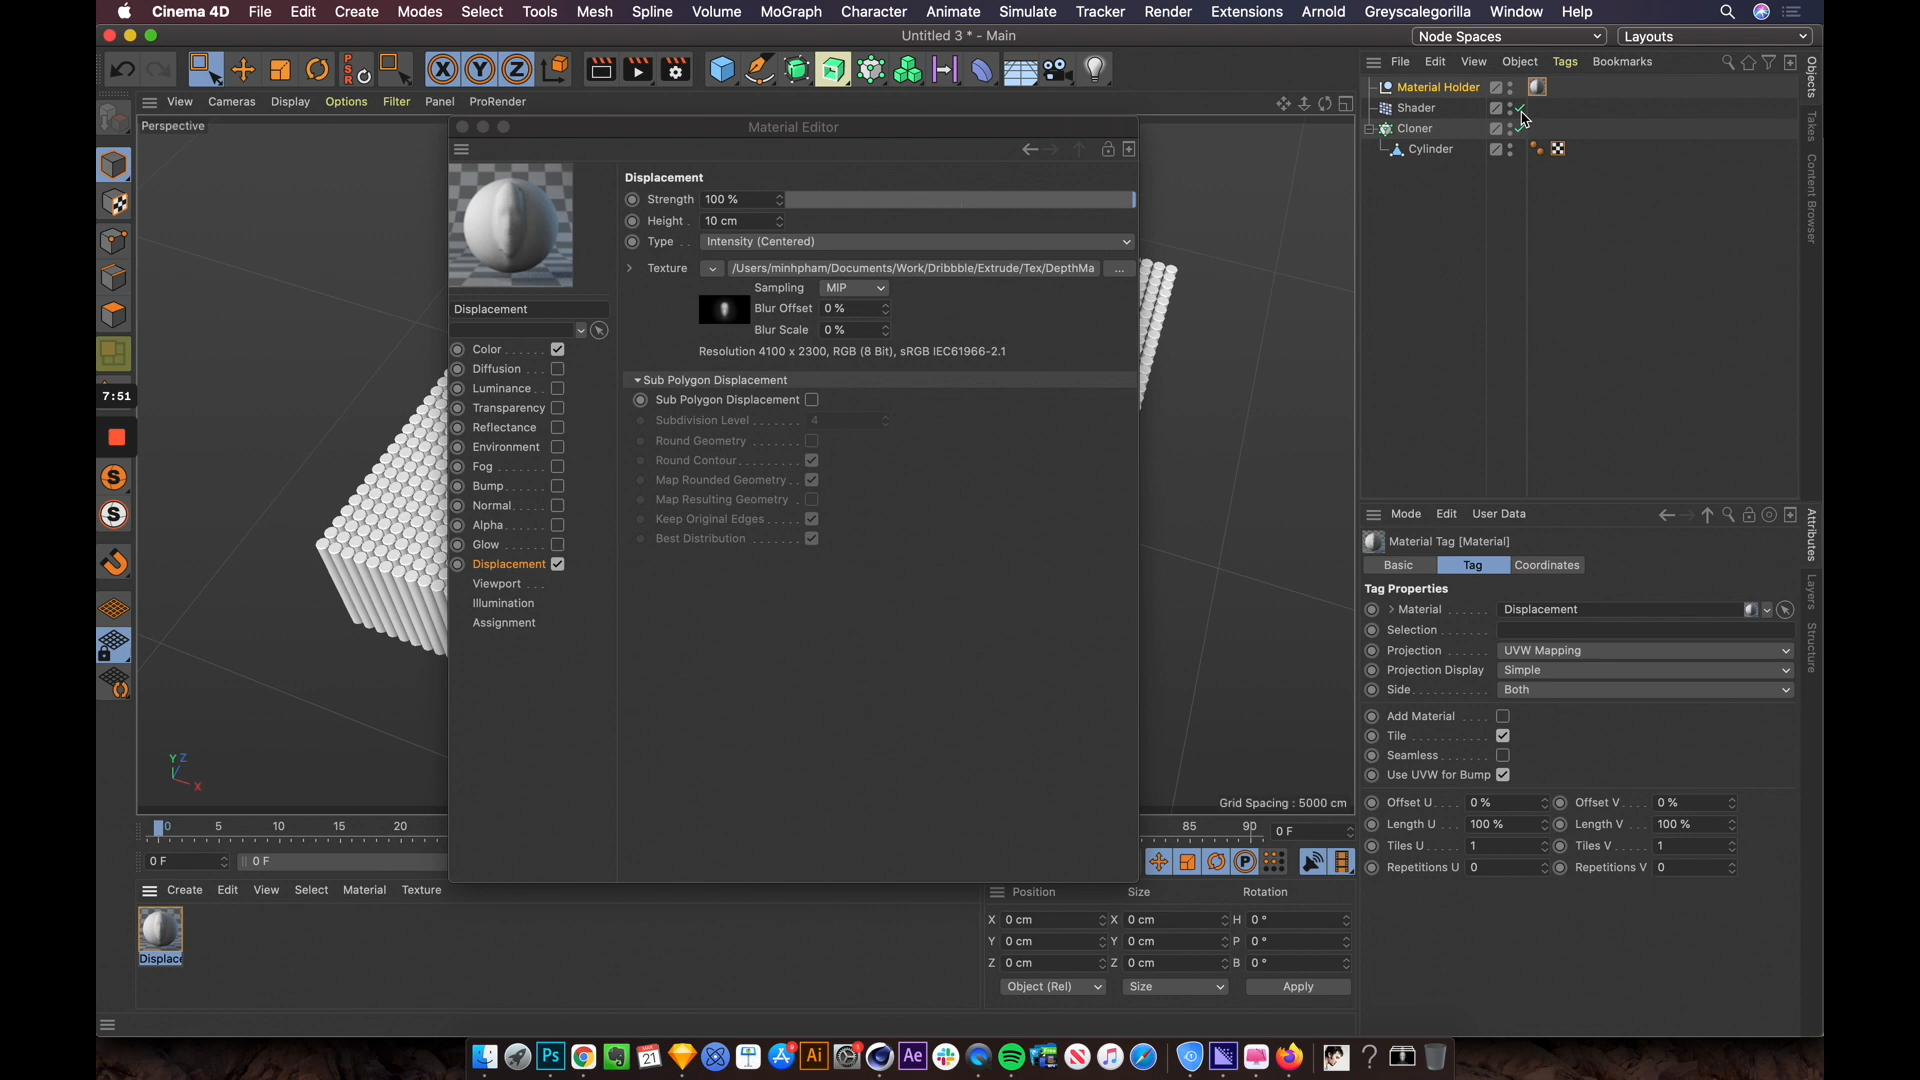 Cinema 4D File Edit Create Modes Select Tools Mesh Spline Volume MoGraph Character Animate Simulate Tracker Render Extensions Arnold Greyscalegorilla Window Help
Untitled 3 * - Main
Node Spaces Layouts
X Y Z
PSR
View Cameras Display Options Filter Panel ProRender
File Edit View Object Tags Bookmarks
Objects
Takes
Content Browser
Material Holder
Shader
Cloner
Cylinder
Perspective
Material Editor
Displacement
Strength 100 %
Height . 10 cm
Type . . Intensity (Centered)
Texture /Users/minhpham/Documents/Work/Dribbble/Extrude/Tex/DepthMa ...
Sampling MIP
Blur Offset 0 %
Blur Scale 0 %
Resolution 4100 x 2300, RGB (8 Bit), sRGB IEC61966-2.1
Sub Polygon Displacement
Sub Polygon Displacement
Subdivision Level . . . . . . . 4
Round Geometry . . . . . . . .
Round Contour. . . . . . . . .
Map Rounded Geometry . .
Map Resulting Geometry .
Keep Original Edges . . . . .
Best Distribution . . . . . . . .
Displacement
Color . . . . . .
Diffusion . . .
Luminance . .
Transparency
Reflectance
Environment
Fog . . . . . . .
Bump. . . . . .
Normal. . . . .
Alpha. . . . . .
Glow . . . . . .
Displacement
Viewport . . .
Illumination
Assignment
7:51
Y Z
X
Grid Spacing : 5000 cm
0 5 10 15 20 85 90 0 F
0 F 0 F
Create Edit View Select Material Texture
Displace
Position Size Rotation
X 0 cm X 0 cm H 0 °
Y 0 cm Y 0 cm P 0 °
Z 0 cm Z 0 cm B 0 °
Object (Rel) Size Apply
Mode Edit User Data
Attributes
Layers
Structure
Material Tag [Material]
Basic Tag Coordinates
Tag Properties
Material . . . . . . Displacement
Selection . . . . . . . .
Projection . . . . . . UVW Mapping
Projection Display Simple
Side. . . . . . . . . . . . Both
Add Material . . . .
Tile . . . . . . . . . . . .
Seamless. . . . . . .
Use UVW for Bump
Offset U. . . . 0 % Offset V. . . . 0 %
Length U . . . 100 % Length V . . . 100 %
Tiles U . . . . . 1 Tiles V . . . . . 1
Repetitions U 0 Repetitions V 0
Ps MAR 21 Ai 1 Ae ?